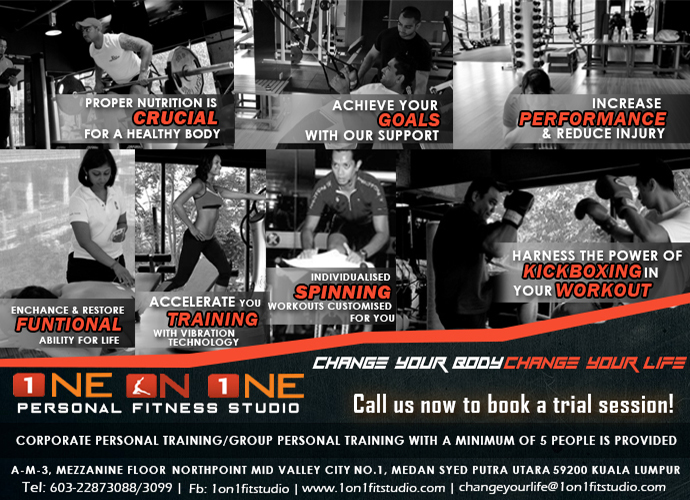 PROPER NUTRITION IS
CRUCIAL
FOR A HEALTHY BODY
ACHIEVE YOUR
GOALS
WITH OUR SUPPORT
INCREASE
PERFORMANCE
& REDUCE INJURY
ENCHANCE & RESTORE
FUNTIONAL
ABILITY FOR LIFE
ACCELERATE YOU
TRAINING
WITH VIBRATION
TECHNOLOGY
INDIVIDUALISED
SPINNING
WORKOUTS CUSTOMISED
FOR YOU
HARNESS THE POWER OF
KICKBOXING IN
YOUR WORKOUT
CHANGE YOUR BODY CHANGE YOUR LIFE
1NE ON 1NE
PERSONAL FITNESS STUDIO
Call us now to book a trial session!
CORPORATE PERSONAL TRAINING/GROUP PERSONAL TRAINING WITH A MINIMUM OF 5 PEOPLE IS PROVIDED
A-M-3, MEZZANINE FLOOR NORTHPOINT MID VALLEY CITY NO.1, MEDAN SYED PUTRA UTARA 59200 KUALA LUMPUR
Tel: 603-22873088/3099 | Fb: 1on1fitstudio | www.1on1fitstudio.com | changeyourlife@1on1fitstudio.com